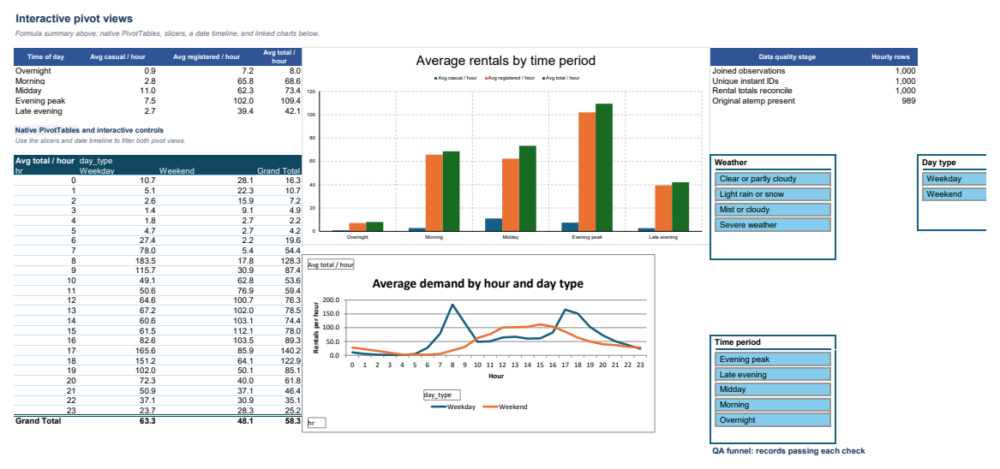 Interactive pivot views
Formula summary above; native PivotTables, slicers, a date timeline, and linked charts below.
Time of day Avg casual / hour Avg registered / hour Avg total / hour
Overnight 0.9 7.2 8.0
Morning 2.8 65.8 68.6
Midday 11.0 62.3 73.4
Evening peak 7.5 102.0 109.4
Late evening 2.7 39.4 42.1
Native PivotTables and interactive controls
Use the slicers and date timeline to filter both pivot views.
Avg total / hour day_type
hr Weekday Weekend Grand Total
0 10.7 28.1 16.3
1 5.1 22.3 10.7
2 2.6 15.9 7.2
3 1.4 9.1 4.9
4 1.4 2.7 2.2
5 4.7 2.7 4.2
6 27.4 2.2 19.6
7 78.0 5.4 54.4
8 183.5 17.8 128.3
9 115.7 30.9 87.4
10 49.1 62.8 53.6
11 50.6 76.9 59.4
12 64.6 100.7 76.3
13 67.2 102.0 78.5
14 60.6 103.1 74.4
15 61.5 112.1 78.0
16 82.6 103.5 89.3
17 165.6 85.9 140.2
18 151.2 64.1 122.9
19 102.0 50.1 85.1
20 72.3 40.0 61.8
21 50.9 37.1 46.4
22 37.1 30.9 35.1
23 23.7 28.3 25.2
Grand Total 63.3 48.1 58.3
Average rentals by time period
Avg casual / hour Avg registered / hour Avg total / hour
120
100
80
60
40
20
0
Overnight Morning Midday Evening peak Late evening
Avg total / hour
Average demand by hour and day type
Rentals per hour
200.0
150.0
100.0
50.0
0.0
0 1 2 3 4 5 6 7 8 9 10 11 12 13 14 15 16 17 18 19 20 21 22 23
Hour
day_type
Weekday Weekend
hr
Data quality stage Hourly rows
Joined observations 1,000
Unique instant IDs 1,000
Rental totals reconcile 1,000
Original atemp present 989
Weather
Clear or partly cloudy
Light rain or snow
Mist or cloudy
Severe weather
Day type
Weekday
Weekend
Time period
Evening peak
Late evening
Midday
Morning
Overnight
QA funnel: records passing each check